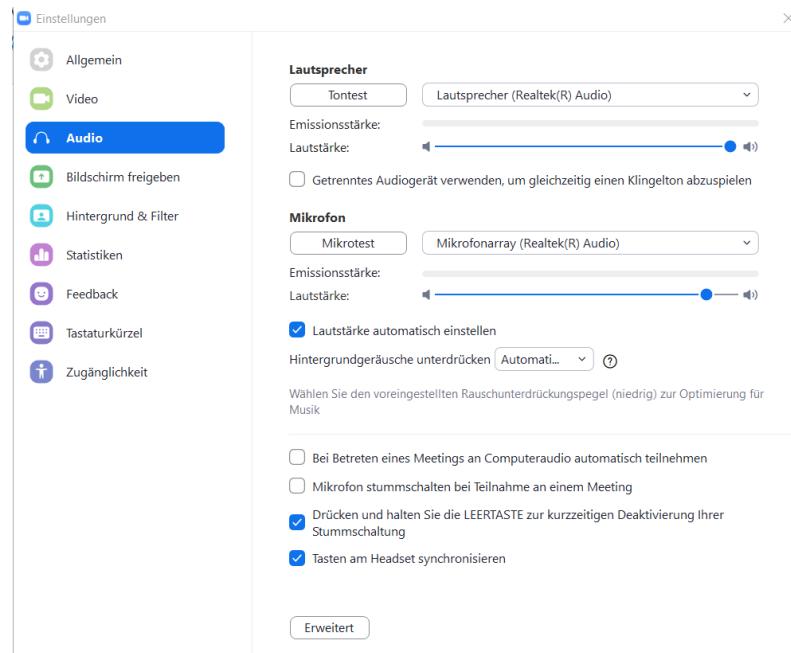 Einstellungen
Allgemein
Video
Audio
Bildschirm freigeben
Hintergrund & Filter
Statistiken
Feedback
Tastaturkürzel
Zugänglichkeit
Lautsprecher
Tontest
Lautsprecher (Realtek(R) Audio)
Emissionsstärke:
Lautstärke:
Getrenntes Audiogerät verwenden, um gleichzeitig einen Klingelton abzuspielen
Mikrofon
Mikrotest
Mikrofonarray (Realtek(R) Audio)
Emissionsstärke:
Lautstärke:
Lautstärke automatisch einstellen
Hintergrundgeräusche unterdrücken Automati...
Wählen Sie den voreingestellten Rauschunterdrückungspegel (niedrig) zur Optimierung für
Musik
Bei Betreten eines Meetings an Computeraudio automatisch teilnehmen
Mikrofon stummschalten bei Teilnahme an einem Meeting
Drücken und halten Sie die LEERTASTE zur kurzzeitigen Deaktivierung Ihrer
Stummschaltung
Tasten am Headset synchronisieren
Erweitert